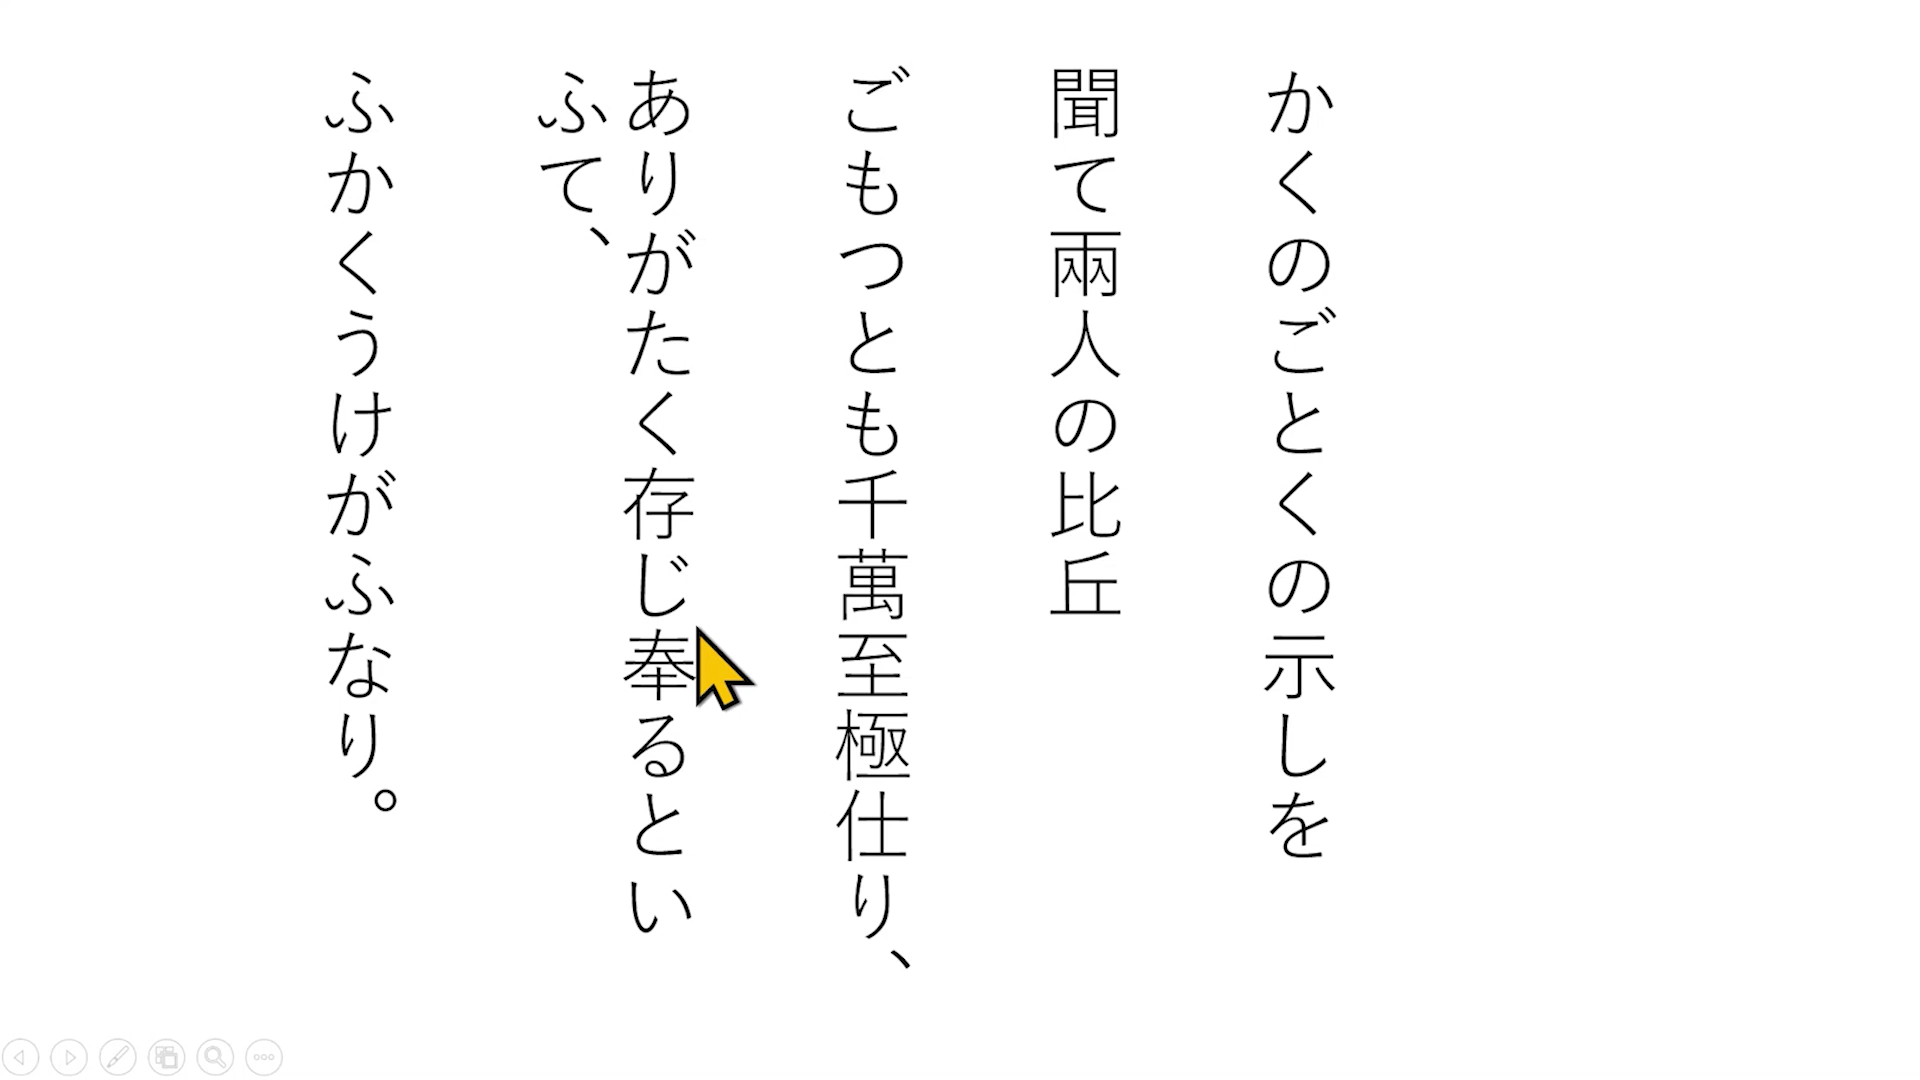 かくのごとくの示しを
聞て兩人の比丘
ごもつとも千萬至極仕り、
ありがたく存じ奉るとい
ふて、
ふかくうけがふなり。